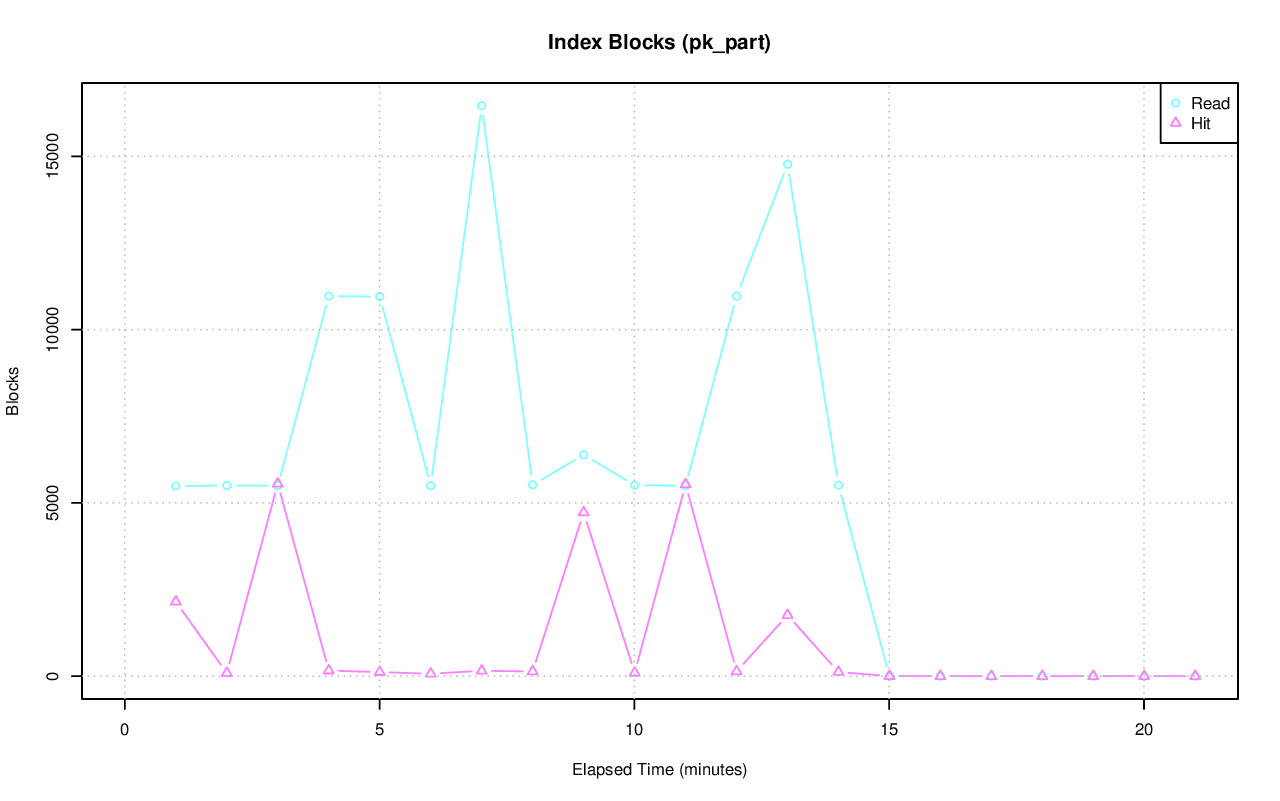 Index Blocks (pk_part)
Read
Hit
Blocks
15000
10000
5000
0
0 5 10 15 20
Elapsed Time (minutes)